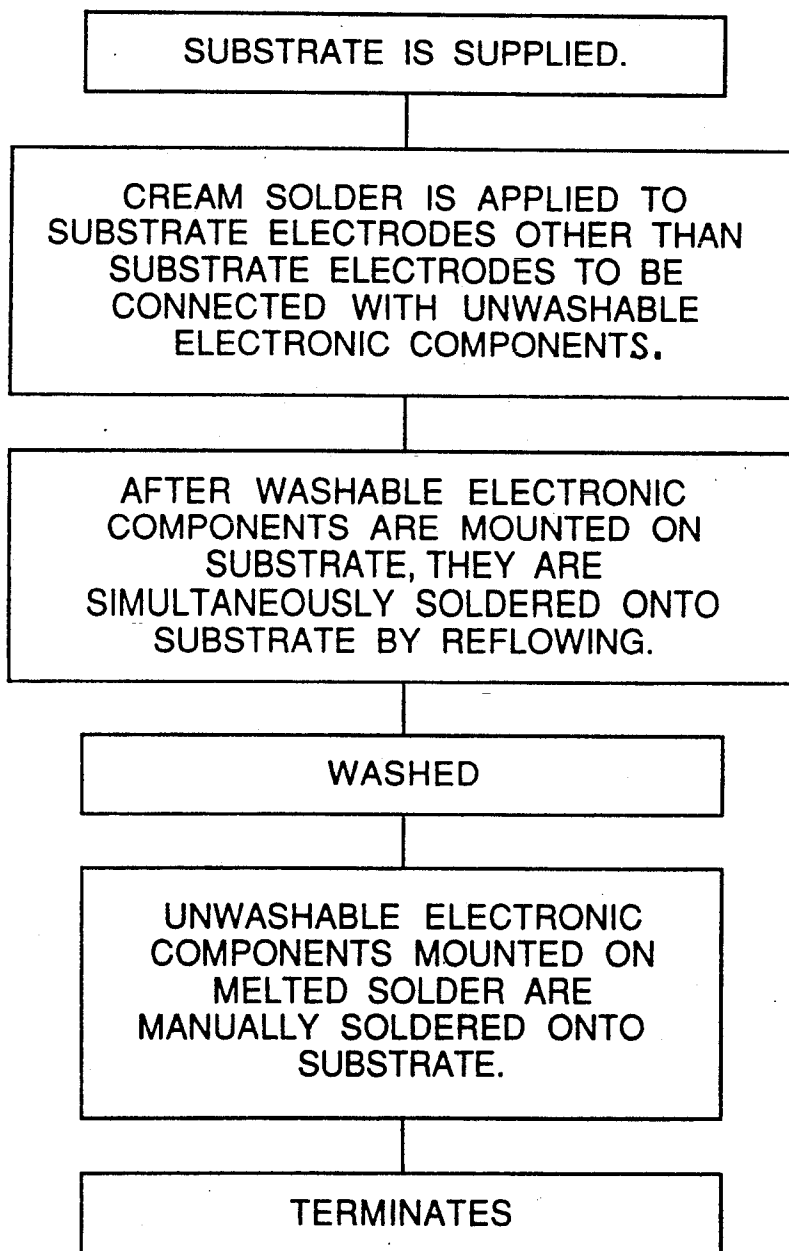 SUBSTRATE IS SUPPLIED.
CREAM SOLDER IS APPLIED TO
SUBSTRATE ELECTRODES OTHER THAN
SUBSTRATE ELECTRODES TO BE
CONNECTED WITH UNWASHABLE
ELECTRONIC COMPONENTS.
AFTER WASHABLE ELECTRONIC
COMPONENTS ARE MOUNTED ON
SUBSTRATE, THEY ARE
SIMULTANEOUSLY SOLDERED ONTO
SUBSTRATE BY REFLOWING.
WASHED
UNWASHABLE ELECTRONIC
COMPONENTS MOUNTED ON
MELTED SOLDER ARE
MANUALLY SOLDERED ONTO
SUBSTRATE.
TERMINATES